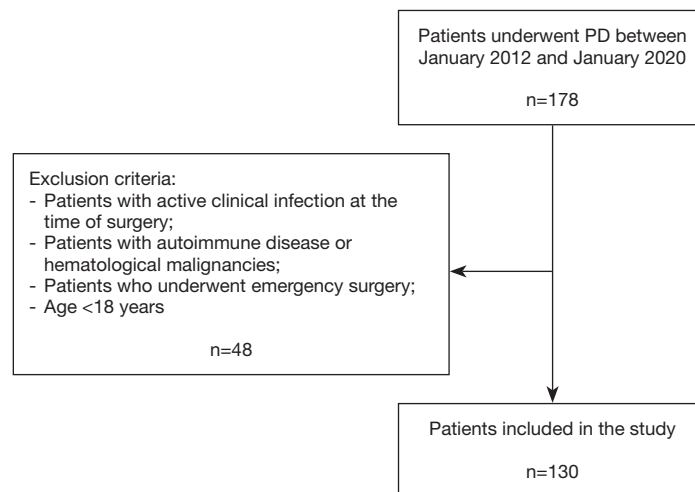 Patients underwent PD between
January 2012 and January 2020
n=178
Exclusion criteria:
- Patients with active clinical infection at the
time of surgery;
- Patients with autoimmune disease or
hematological malignancies;
- Patients who underwent emergency surgery;
- Age <18 years
n=48
Patients included in the study
n=130